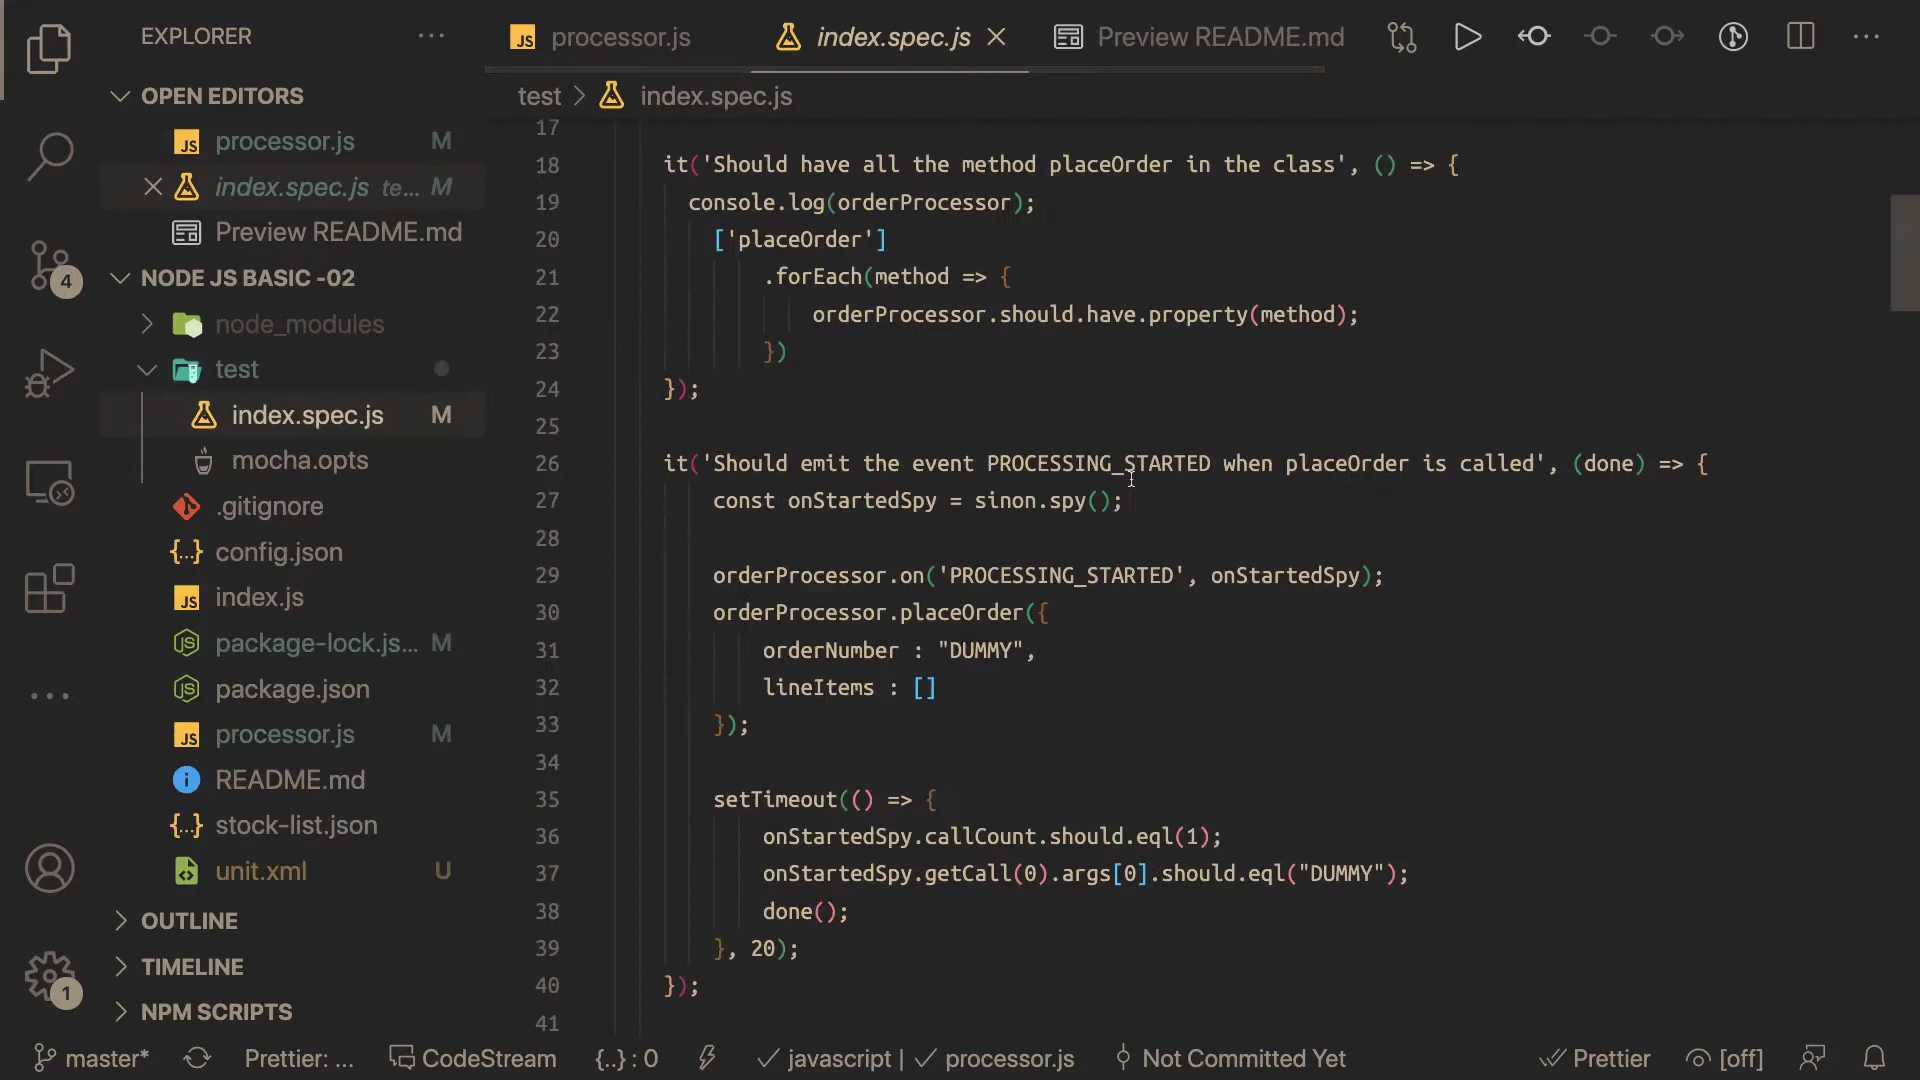 EXPLORER
OPEN EDITORS
JS processor.js M
index.spec.js te... M
Preview README.md
NODE JS BASIC -02
node_modules
test
index.spec.js M
mocha.opts
.gitignore
{..} config.json
JS index.js
package-lock.js... M
package.json
JS processor.js M
README.md
{..} stock-list.json
unit.xml U
OUTLINE
TIMELINE
NPM SCRIPTS
4
1
JS processor.js
index.spec.js
Preview README.md
test > index.spec.js
17
18 it('Should have all the method placeOrder in the class', () => {
19 console.log(orderProcessor);
20 ['placeOrder']
21 .forEach(method => {
22 orderProcessor.should.have.property(method);
23 })
24 });
25
26 it('Should emit the event PROCESSING_STARTED when placeOrder is called', (done) => {
27 const onStartedSpy = sinon.spy();
28
29 orderProcessor.on('PROCESSING_STARTED', onStartedSpy);
30 orderProcessor.placeOrder({
31 orderNumber : "DUMMY",
32 lineItems : []
33 });
34
35 setTimeout(() => {
36 onStartedSpy.callCount.should.eql(1);
37 onStartedSpy.getCall(0).args[0].should.eql("DUMMY");
38 done();
39 }, 20);
40 });
41
master* Prettier: ... CodeStream {..} : 0 javascript | processor.js Not Committed Yet Prettier [off]